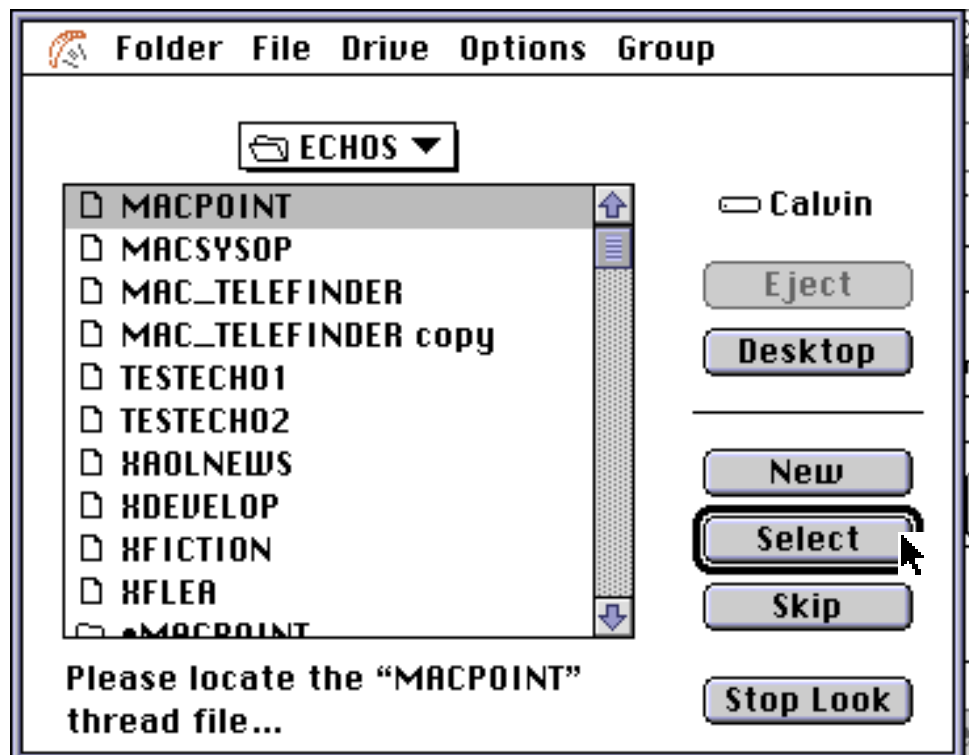 Folder File Drive Options Group
ECHOS
MACPOINT
MACSYSOP
MAC_TELEFINDER
MAC_TELEFINDER copy
TESTECHO1
TESTECHO2
XAOLNEWS
XDEVELOP
XFICTION
XFLEA
•MACPOINT
Calvin
Eject
Desktop
New
Select
Skip
Stop Look
Please locate the “MACPOINT”
thread file...